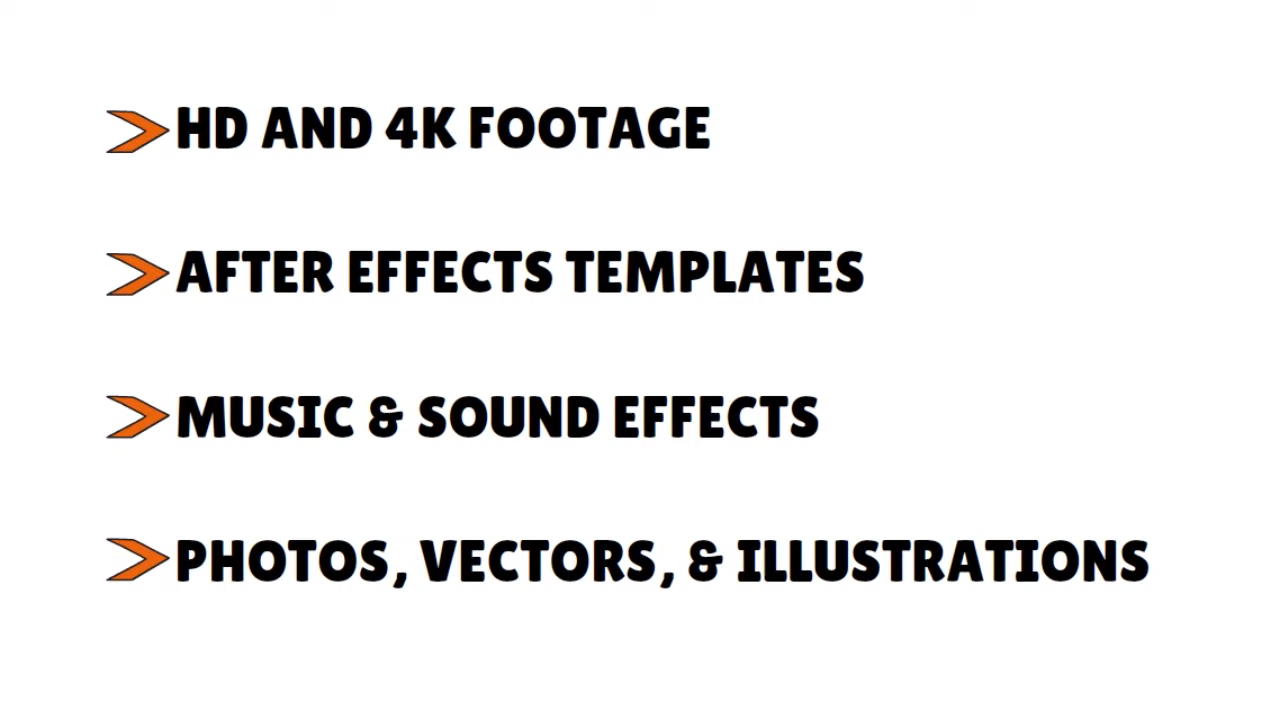 HD AND 4K FOOTAGE
AFTER EFFECTS TEMPLATES
MUSIC & SOUND EFFECTS
PHOTOS, VECTORS, & ILLUSTRATIONS